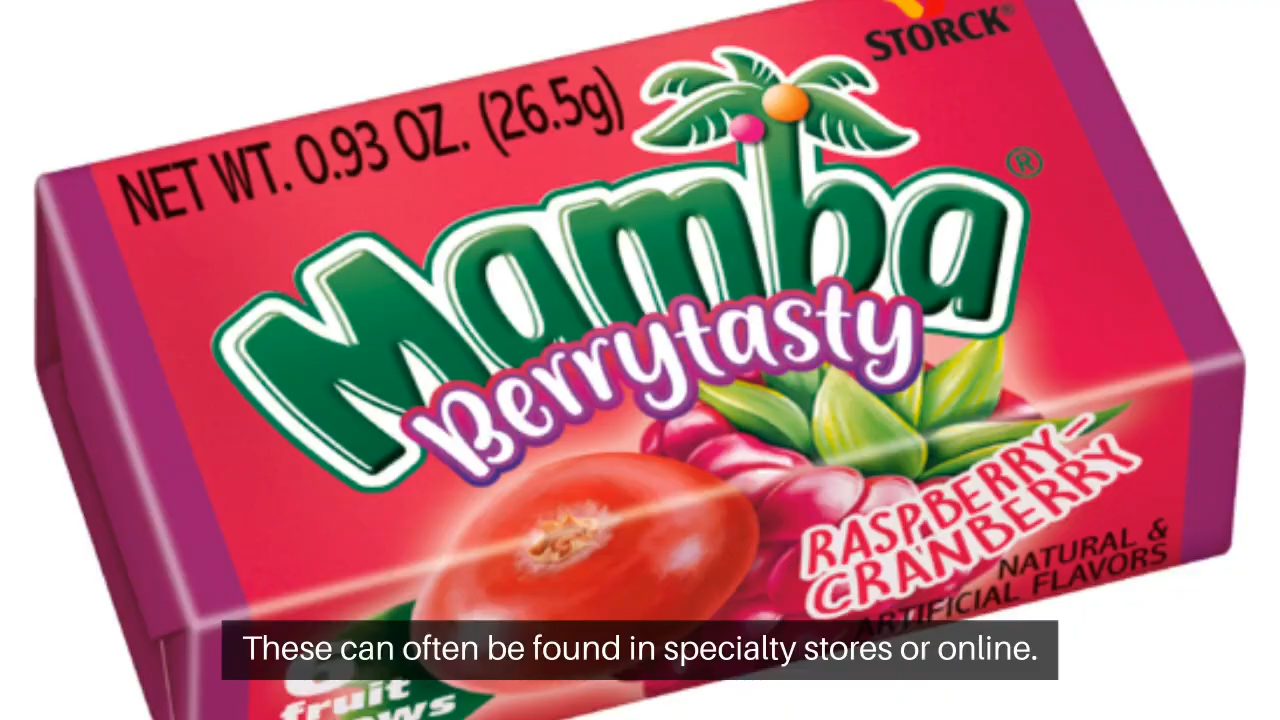 STORCK®
NET WT. 0.93 OZ. (26.5g)
Mamba®
Berrytasty
RASPBERRY-
CRANBERRY
NATURAL &
ARTIFICIAL FLAVORS
fruit
These can often be found in specialty stores or online.